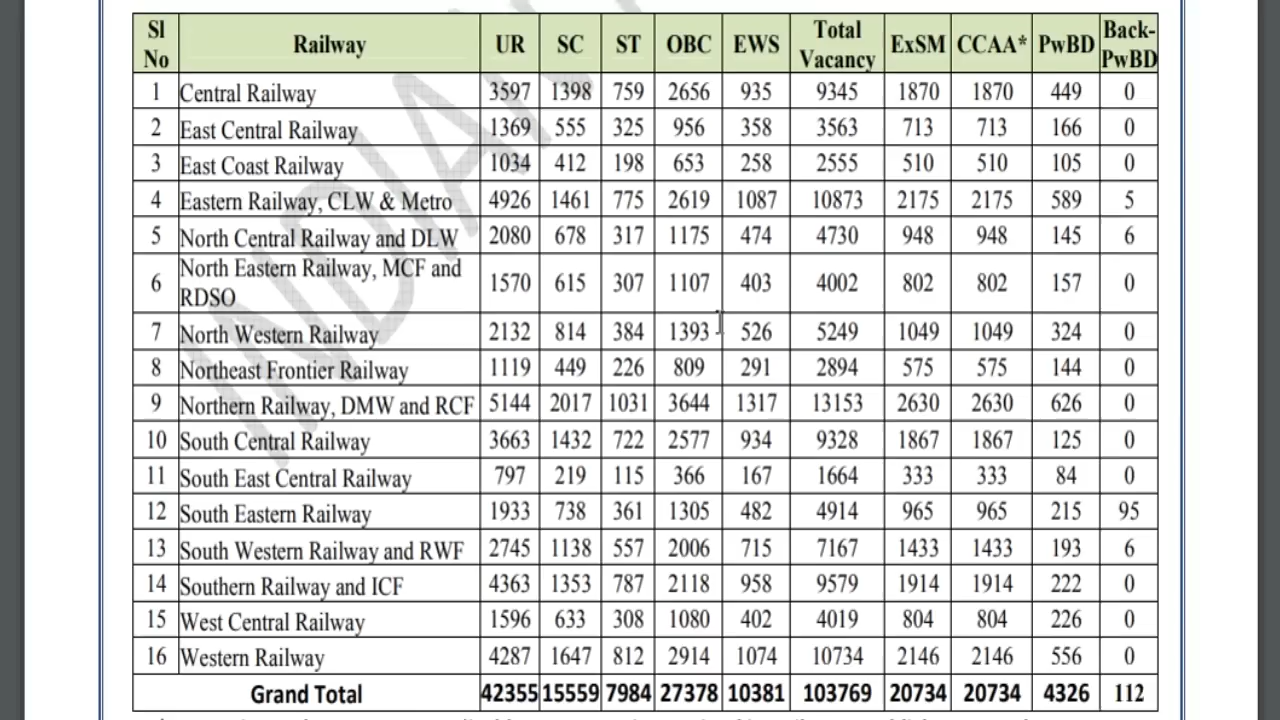 Sl No Railway UR SC ST OBC EWS Total Vacancy ExSM CCAA* PwBD Back-PwBD
1 Central Railway 3597 1398 759 2656 935 9345 1870 1870 449 0
2 East Central Railway 1369 555 325 956 358 3563 713 713 166 0
3 East Coast Railway 1034 412 198 653 258 2555 510 510 105 0
4 Eastern Railway, CLW & Metro 4926 1461 775 2619 1087 10873 2175 2175 589 5
5 North Central Railway and DLW 2080 678 317 1175 474 4730 948 948 145 6
6 North Eastern Railway, MCF and RDSO 1570 615 307 1107 403 4002 802 802 157 0
7 North Western Railway 2132 814 384 1393 526 5249 1049 1049 324 0
8 Northeast Frontier Railway 1119 449 226 809 291 2894 575 575 144 0
9 Northern Railway, DMW and RCF 5144 2017 1031 3644 1317 13153 2630 2630 626 0
10 South Central Railway 3663 1432 722 2577 934 9328 1867 1867 125 0
11 South East Central Railway 797 219 115 366 167 1664 333 333 84 0
12 South Eastern Railway 1933 738 361 1305 482 4914 965 965 215 95
13 South Western Railway and RWF 2745 1138 557 2006 715 7167 1433 1433 193 6
14 Southern Railway and ICF 4363 1353 787 2118 958 9579 1914 1914 222 0
15 West Central Railway 1596 633 308 1080 402 4019 804 804 226 0
16 Western Railway 4287 1647 812 2914 1074 10734 2146 2146 556 0
Grand Total 42355 15559 7984 27378 10381 103769 20734 20734 4326 112